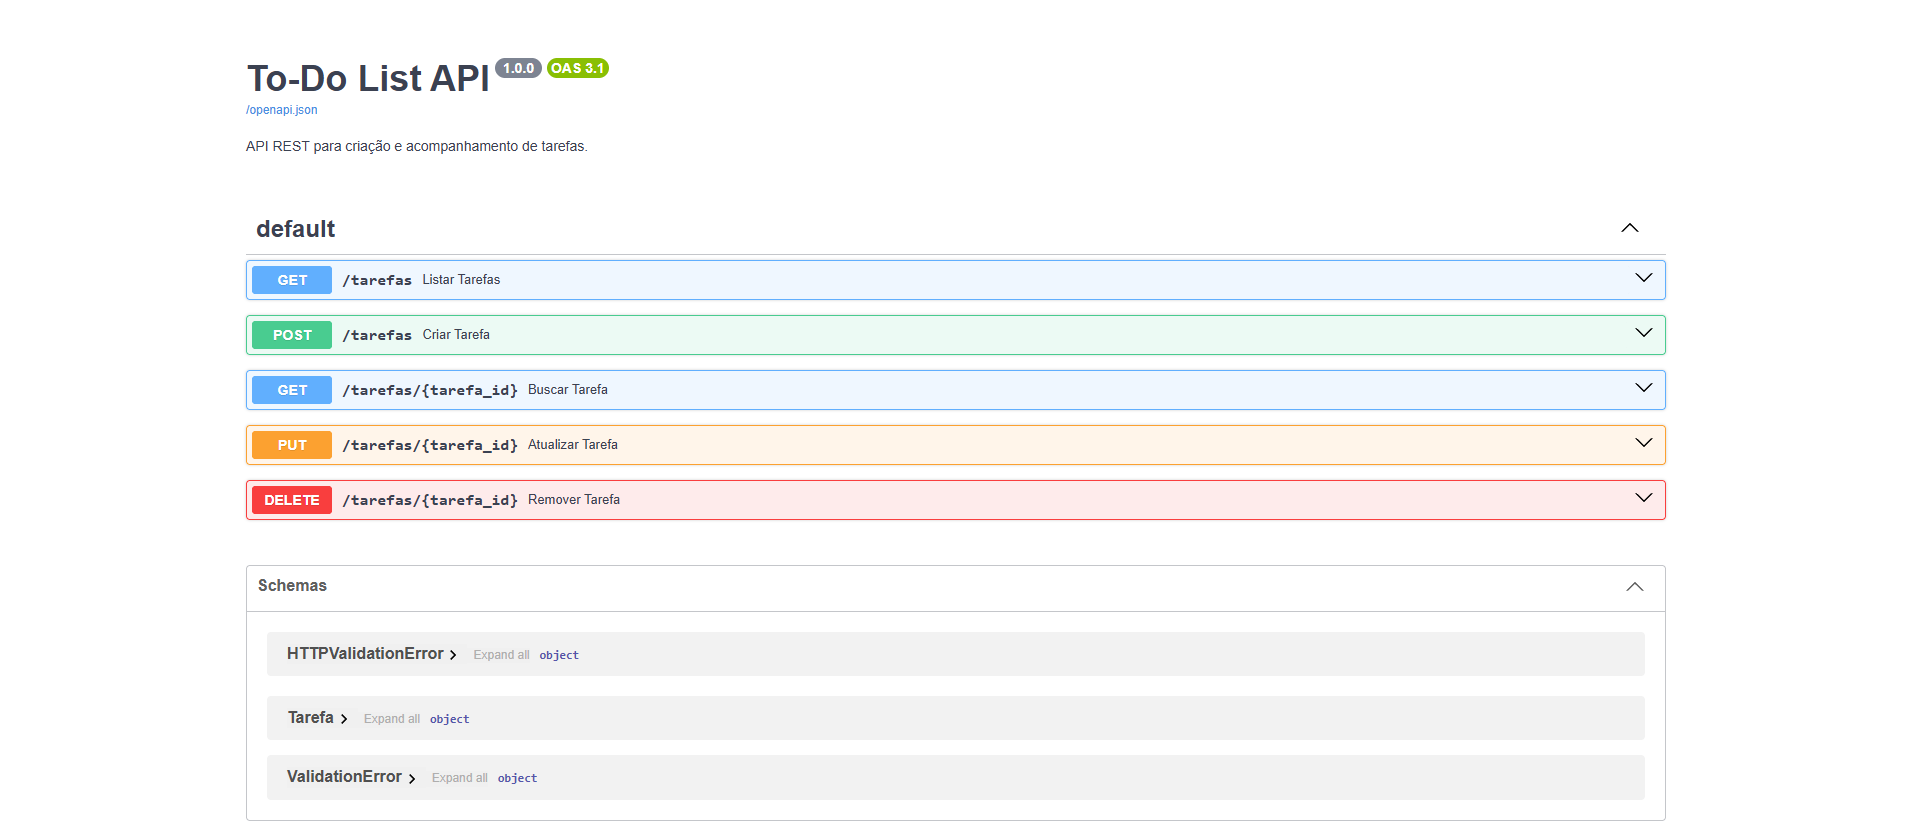 To-Do List API 1.0.0 OAS 3.1
/openapi.json
API REST para criação e acompanhamento de tarefas.
default
GET /tarefas Listar Tarefas
POST /tarefas Criar Tarefa
GET /tarefas/{tarefa_id} Buscar Tarefa
PUT /tarefas/{tarefa_id} Atualizar Tarefa
DELETE /tarefas/{tarefa_id} Remover Tarefa
Schemas
HTTPValidationError Expand all object
Tarefa Expand all object
ValidationError Expand all object